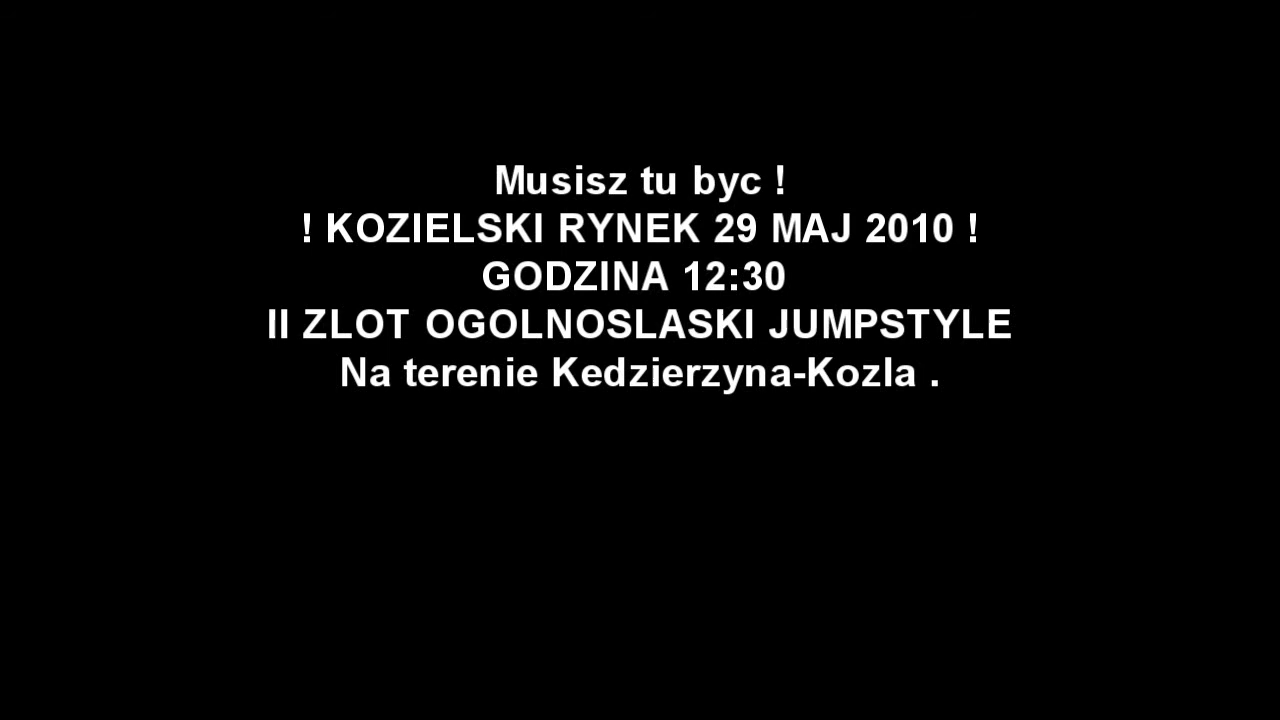 Musisz tu byc !
! KOZIELSKI RYNEK 29 MAJ 2010 !
GODZINA 12:30
II ZLOT OGOLNOSLASKI JUMPSTYLE
Na terenie Kedzierzyna-Kozla .